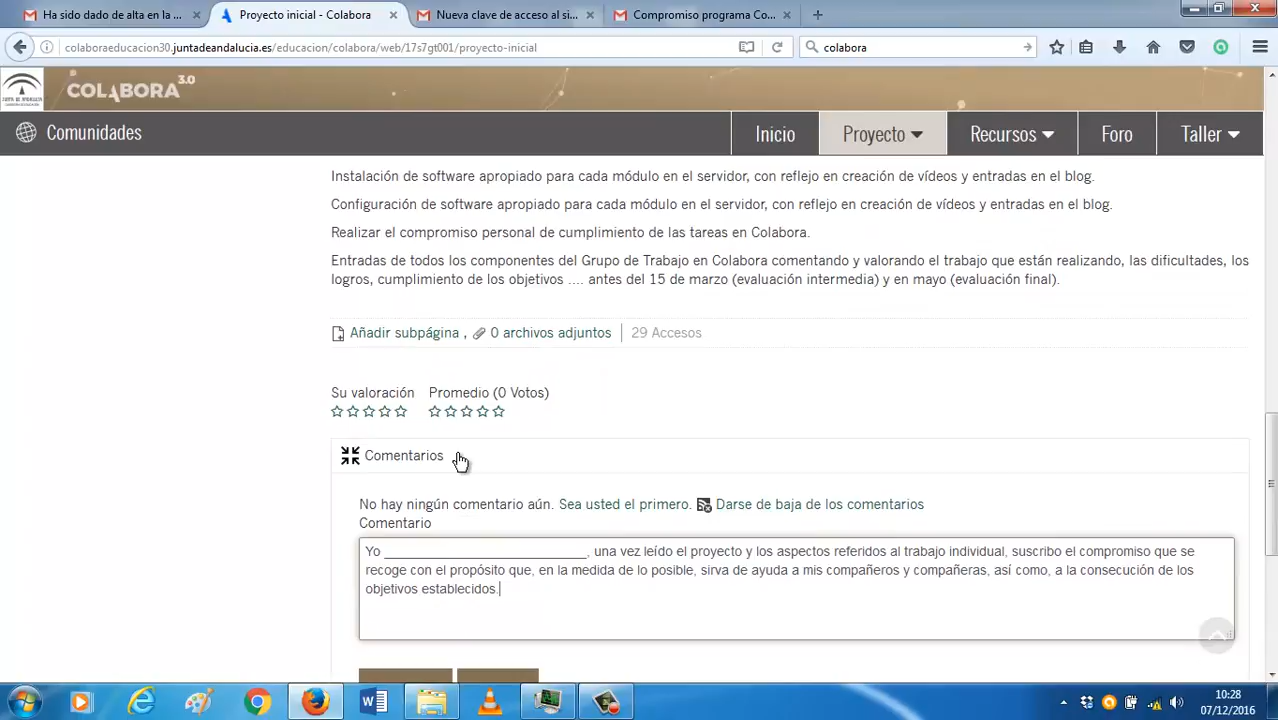 Ha sido dado de alta en la ...
Proyecto inicial - Colabora
Nueva clave de acceso al si...
Compromiso programa Co...
colaboraeducacion30.juntadeandalucia.es/educacion/colabora/web/17s7gt001/proyecto-inicial
colabora
COLABORA 3.0
Comunidades
Inicio
Proyecto
Recursos
Foro
Taller
Instalación de software apropiado para cada módulo en el servidor, con reflejo en creación de vídeos y entradas en el blog.
Configuración de software apropiado para cada módulo en el servidor, con reflejo en creación de vídeos y entradas en el blog.
Realizar el compromiso personal de cumplimiento de las tareas en Colabora.
Entradas de todos los componentes del Grupo de Trabajo en Colabora comentando y valorando el trabajo que están realizando, las dificultades, los
logros, cumplimiento de los objetivos .... antes del 15 de marzo (evaluación intermedia) y en mayo (evaluación final).
Añadir subpágina , 0 archivos adjuntos 29 Accesos
Su valoración Promedio (0 Votos)
Comentarios
No hay ningún comentario aún. Sea usted el primero. Darse de baja de los comentarios
Comentario
Yo _________________________, una vez leído el proyecto y los aspectos referidos al trabajo individual, suscribo el compromiso que se
recoge con el propósito que, en la medida de lo posible, sirva de ayuda a mis compañeros y compañeras, así como, a la consecución de los
objetivos establecidos.
10:28
07/12/2016